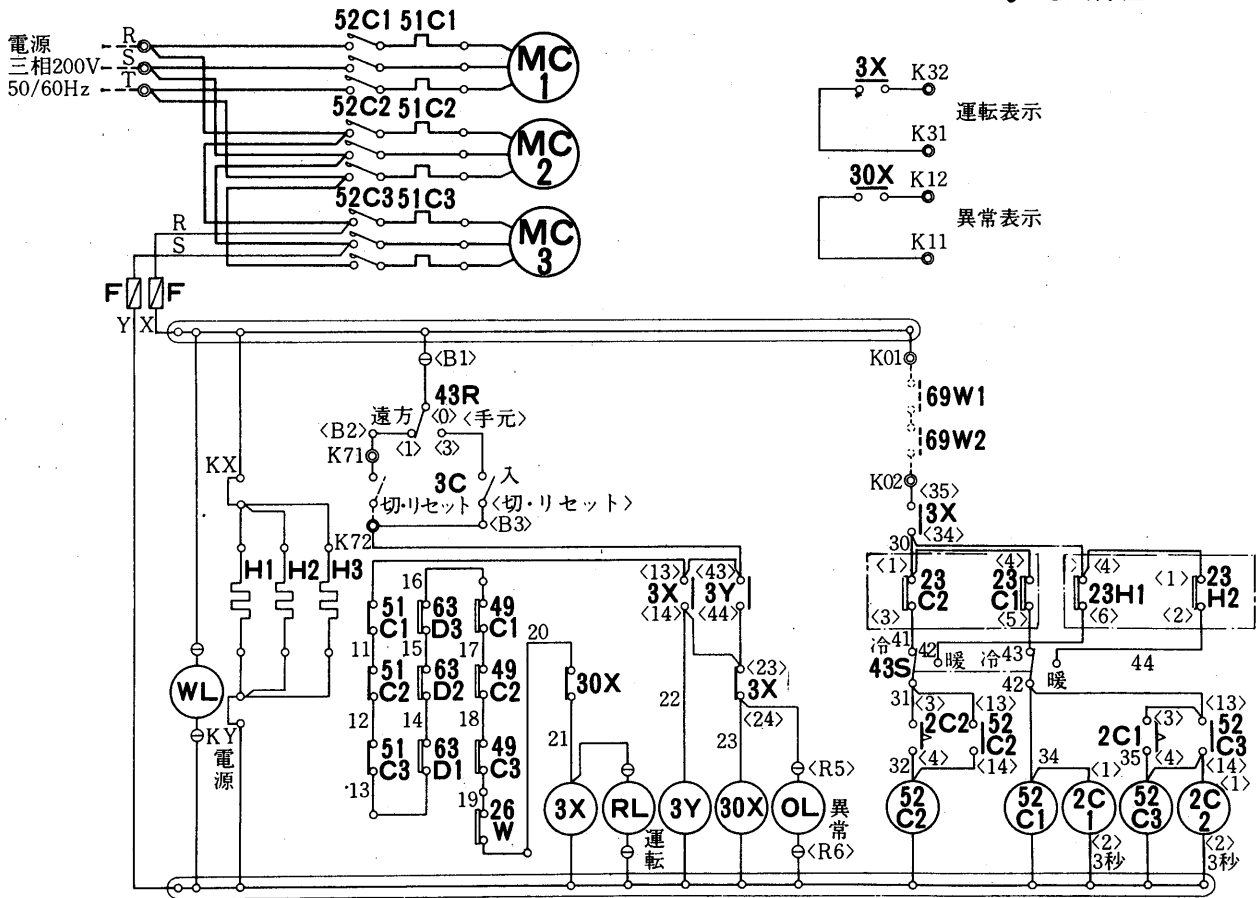 電源
三相200V
50/60Hz
R
S
T
52C1 51C1
MC
1
52C2 51C2
MC
2
52C3 51C3
MC
3
R
S
F F
Y X
3X K32
運転表示
K31
30X K12
異常表示
K11
<B1>
43R
遠方 <0> <手元>
<B2>
<1> <3>
K71
3C 入
切・リセット <切・リセット>
<B3>
K72
KX
H1 H2 H3
WL
KY
電源
K01
69W1
69W2
K02
<35>
3X
<34>
30
16
51
C1
63
D3
49
C1
11 15 17
51
C2
63
D2
49
C2
12 14 18
51
C3
63
D1
49
C3
13 19
26
W
20
30X
21
<13> <43>
3X 3Y
<14> <44>
22
<23>
3X
<24>
23
<R5>
3X RL 3Y 30X OL
運転
異常
<R6>
<1> <4> <4> <1>
23
C2
23
C1
23H1
23
H2
<3> <5> <6> <2>
冷 41 42 暖 冷 43 44
43S 暖
31 42
<3> <13>
2C2 52
C2
<4> <14>
32
52
C2
34
<1>
52
C1
2C
1
<2>
3秒
<3> <13>
2C1 52
C3
35 <4> <14>
<1>
52
C3
2C
2
<2>
3秒